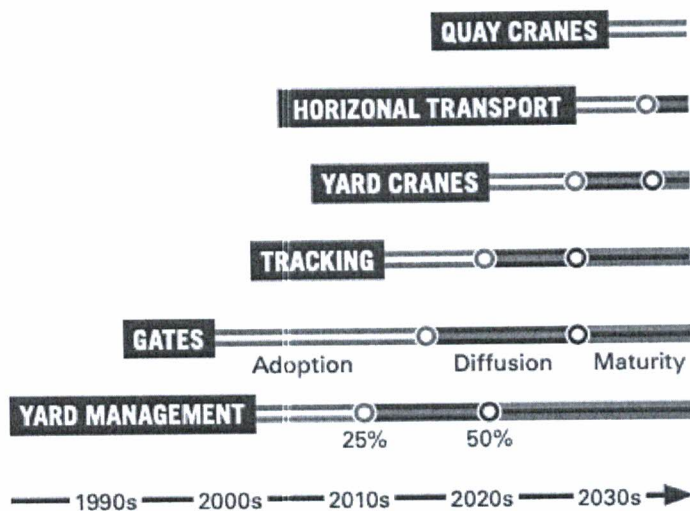 QUAY CRANES
HORIZONAL TRANSPORT
YARD CRANES
TRACKING
GATES
Adoption Diffusion Maturity
YARD MANAGEMENT
25% 50%
1990s 2000s 2010s 2020s 2030s